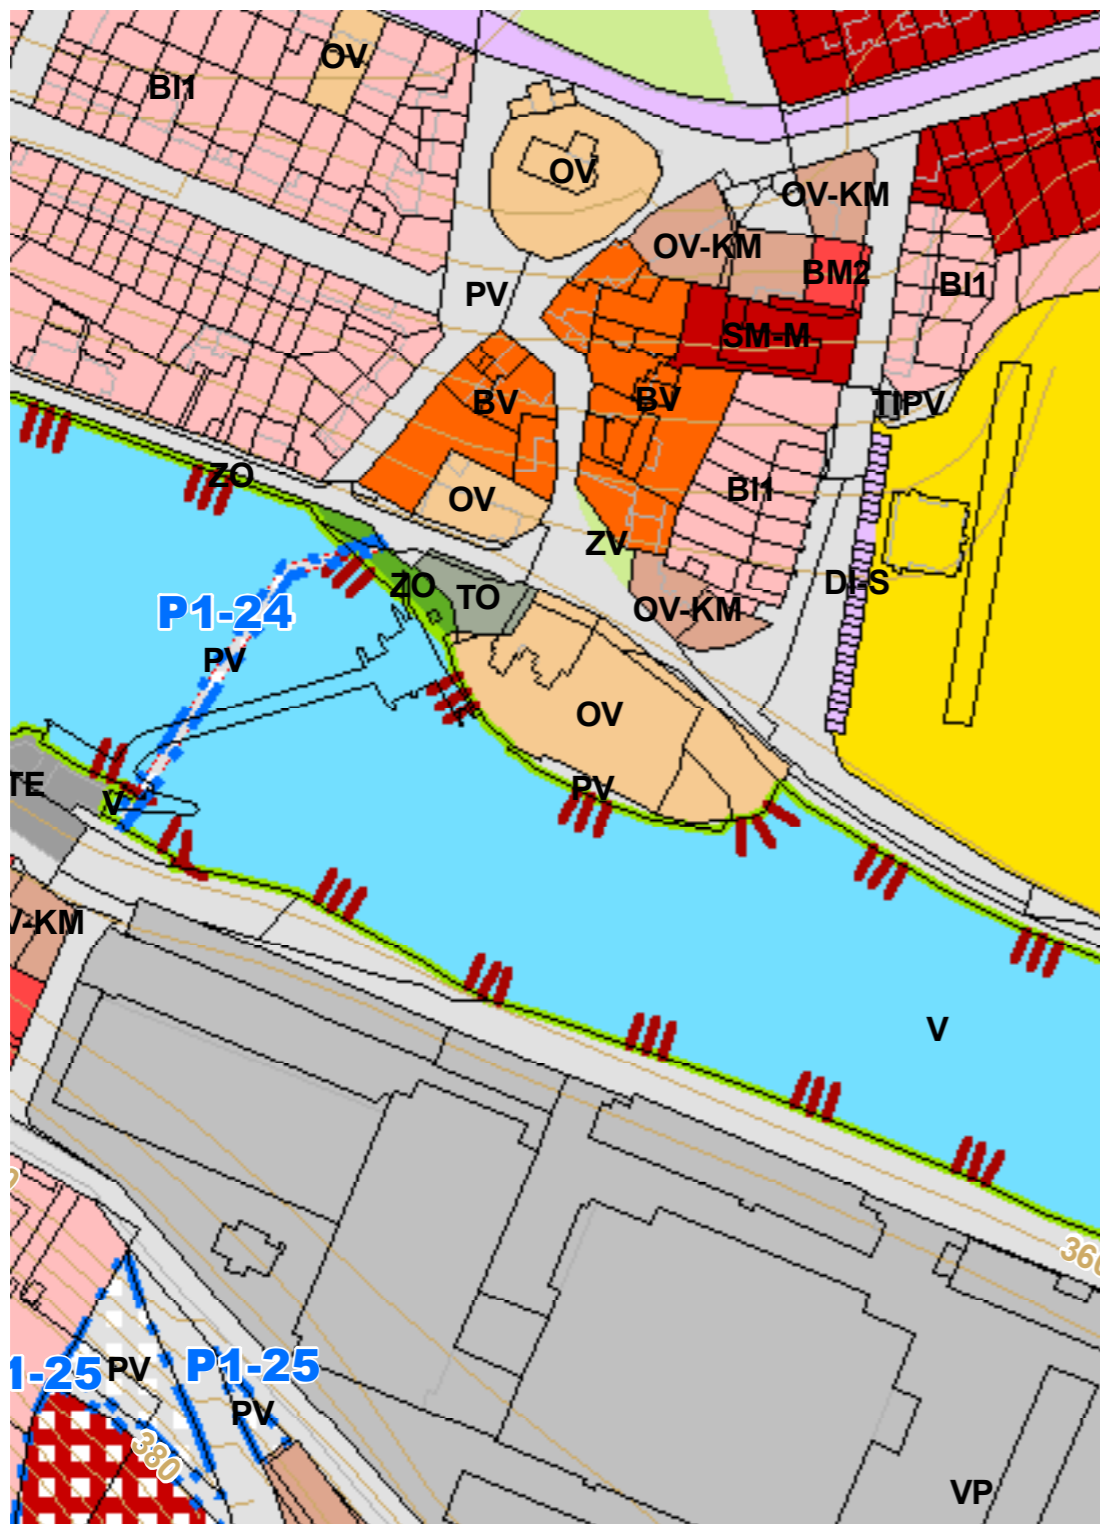 OV
BI1
OV
OV-KM
OV-KM
BM2
BI1
PV
SM-M
BV
BV
TI
PV
ZO
BI1
OV
ZV
DI-S
ZO
TO
OV-KM
P1-24
PV
OV
PV
TE
V
V-KM
V
360
P1-25
1-25
PV
PV
380
VP